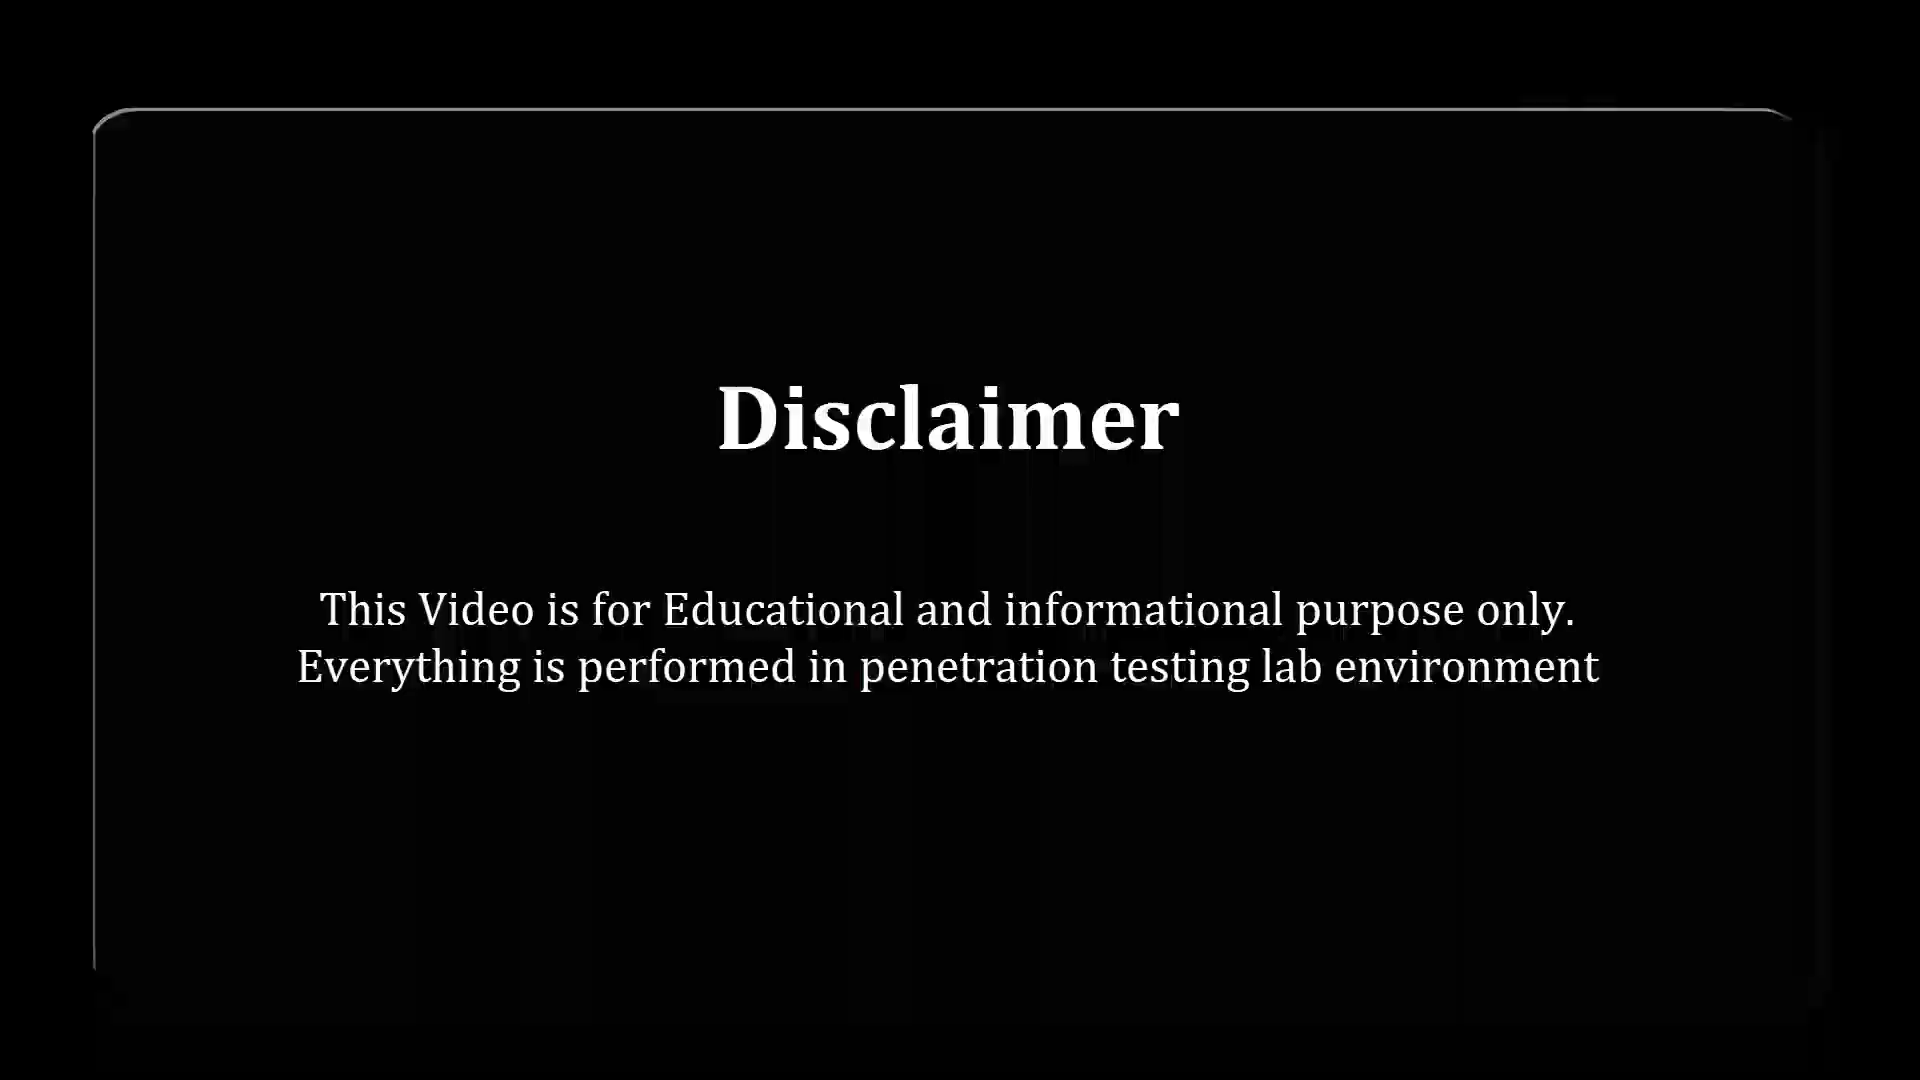 Disclaimer
This Video is for Educational and informational purpose only.
Everything is performed in penetration testing lab environment